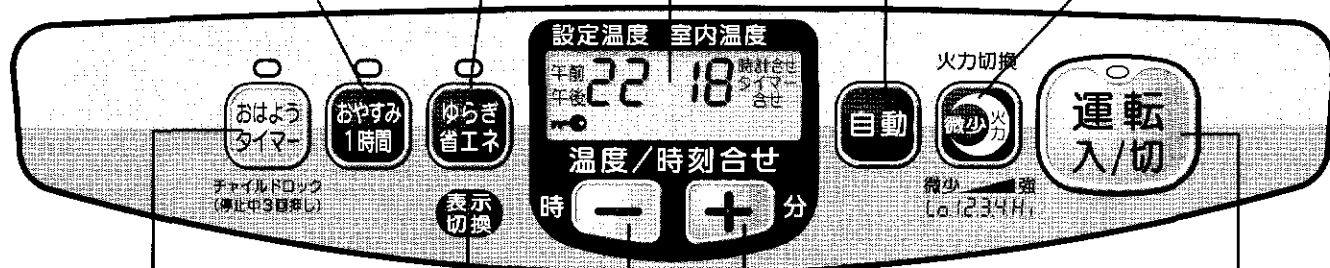 設定温度 室内温度
午前
午後
22 18
時計合せ
タイマー
合せ
温度/時刻合せ
時 − + 分
おはよう
タイマー
チャイルドロック
(停止中3回押し)
おやすみ
1時間
ゆらぎ
省エネ
表示
切換
自動
火力切換
微少火力
微少 強
Lo 1 2 3 4 Hi
運転
入/切